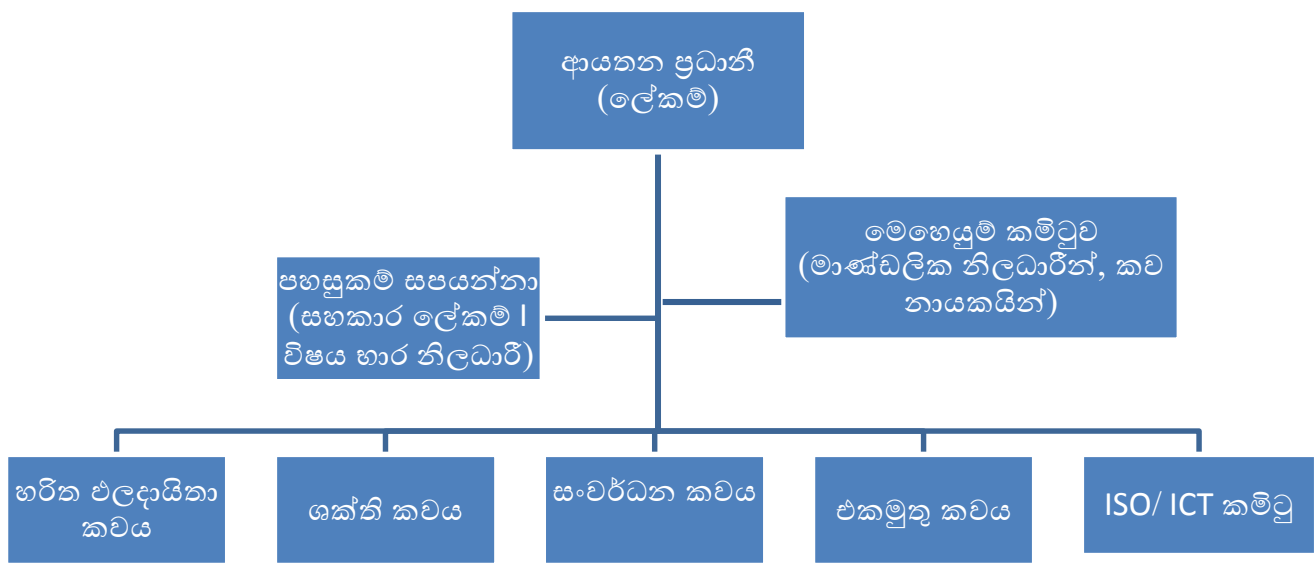 ආයතන ප්‍රධානී
(ලේකම්)
මෙහෙයුම් කමිටුව
(මාණ්ඩලික නිලධාරීන්, කව
නායකයින්)
පහසුකම් සපයන්නා
(සහකාර ලේකම් I
විෂය භාර නිලධාරී)
හරිත ඵලදායිතා
කවය
ශක්ති කවය
සංවර්ධන කවය
එකමුතු කවය
ISO/ ICT කමිටු